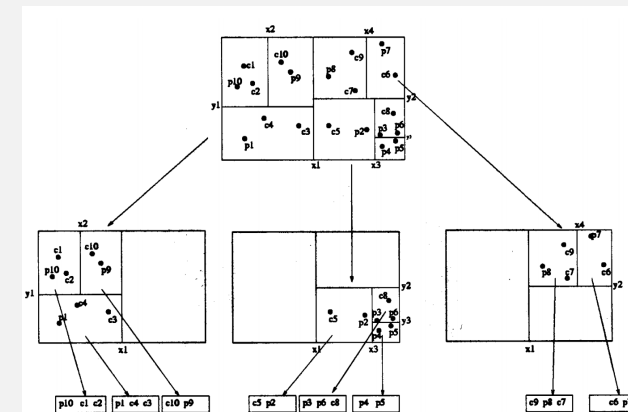 x2 x4
p7
c10 c9
c1 p8 c6
p10 p9
c2 c7
y1 y2
c4 c8
c3 c5 p2 p3 p6
p1 p4 p5
x1 x3
x2 x4
c1 c10 c9 p7
p10 p9 p8 c6
c2 c7
y1 y2 y2
c4 c8
p1 c3 c5 p2 p3 p6 y3
p4 p5
x1 x3 x1
p10 c1 c2 p1 c4 c3 c10 p9 c5 p2 p3 p6 c8 p4 p5 c9 p8 c7 c6